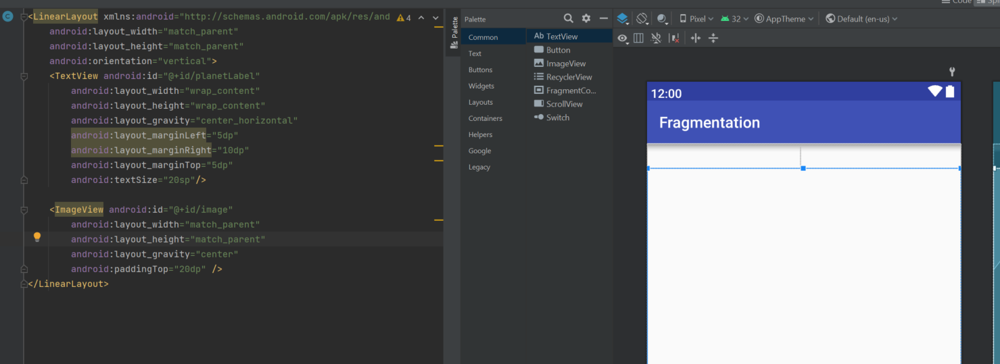 Code
<LinearLayout xmlns:android="http://schemas.android.com/apk/res/and
4
android:layout_width="match_parent"
android:layout_height="match_parent"
android:orientation="vertical">
<TextView android:id="@+id/planetLabel"
android:layout_width="wrap_content"
android:layout_height="wrap_content"
android:layout_gravity="center_horizontal"
android:layout_marginLeft="5dp"
android:layout_marginRight="10dp"
android:layout_marginTop="5dp"
android:textSize="20sp"/>
<ImageView android:id="@+id/image"
android:layout_width="match_parent"
android:layout_height="match_parent"
android:layout_gravity="center"
android:paddingTop="20dp" />
</LinearLayout>
Palette
Palette
Common
Text
Buttons
Widgets
Layouts
Containers
Helpers
Google
Legacy
Ab TextView
Button
ImageView
RecyclerView
FragmentCo...
ScrollView
Switch
Pixel
32
AppTheme
Default (en-us)
12:00
Fragmentation